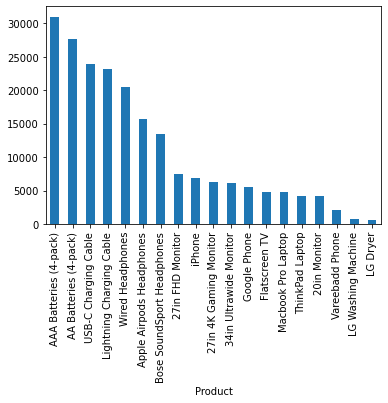 30000
25000
20000
15000
10000
5000
0
AAA Batteries (4-pack)
AA Batteries (4-pack)
USB-C Charging Cable
Lightning Charging Cable
Wired Headphones
Apple Airpods Headphones
Bose SoundSport Headphones
27in FHD Monitor
iPhone
27in 4K Gaming Monitor
34in Ultrawide Monitor
Google Phone
Flatscreen TV
Macbook Pro Laptop
ThinkPad Laptop
20in Monitor
Vareebadd Phone
LG Washing Machine
LG Dryer
Product